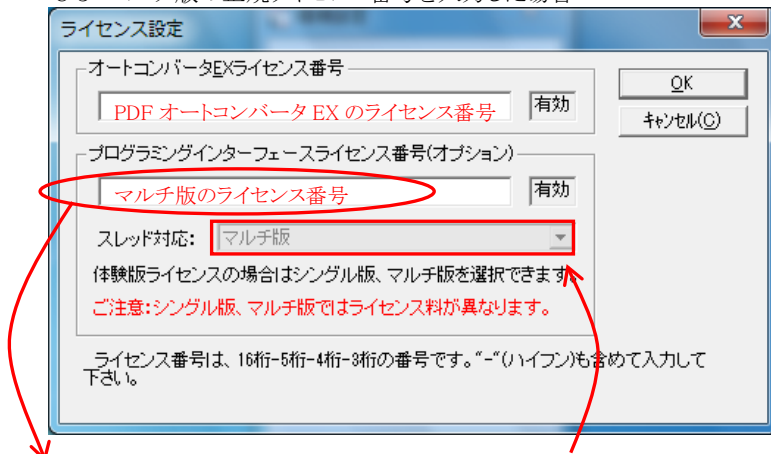 ライセンス設定
オートコンバータEXライセンス番号
PDF オートコンバータ EX のライセンス番号
有効
OK
キャンセル(C)
プログラミングインターフェースライセンス番号(オプション)
マルチ版のライセンス番号
有効
スレッド対応:
マルチ版
体験版ライセンスの場合はシングル版、マルチ版を選択できます。
ご注意:シングル版、マルチ版ではライセンス料が異なります。
ライセンス番号は、16桁-5桁-4桁-3桁の番号です。"-"(ハイフン)も含めて入力して
下さい。